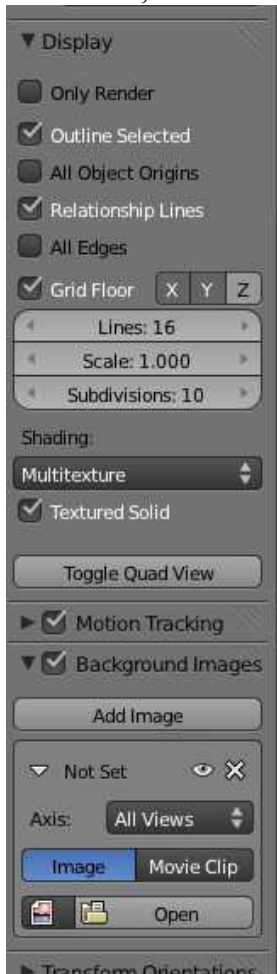 Display
Only Render
Outline Selected
All Object Origins
Relationship Lines
All Edges
Grid Floor X Y Z
Lines: 16
Scale: 1.000
Subdivisions: 10
Shading:
Multitexture
Textured Solid
Toggle Quad View
Motion Tracking
Background Images
Add Image
Not Set
Axis: All Views
Image Movie Clip
Open
Transform Orientations